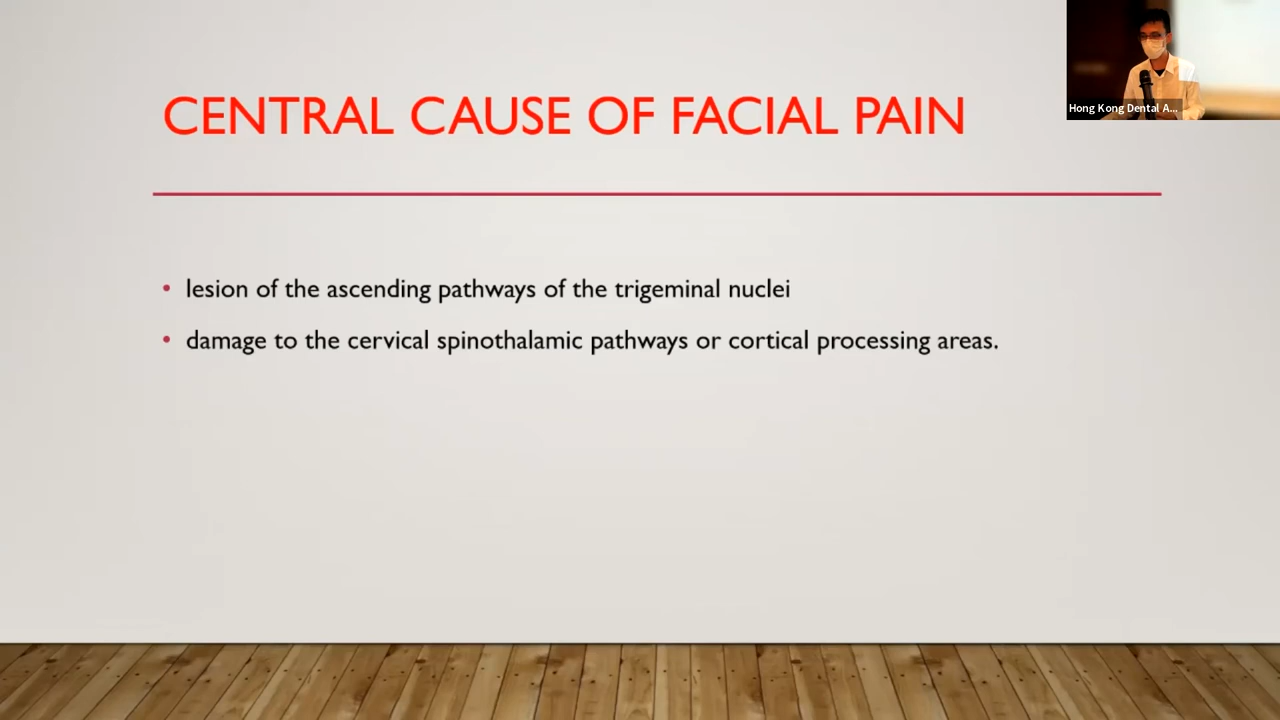 CENTRAL CAUSE OF FACIAL PAIN
Hong Kong Dental A...
• lesion of the ascending pathways of the trigeminal nuclei
• damage to the cervical spinothalamic pathways or cortical processing areas.